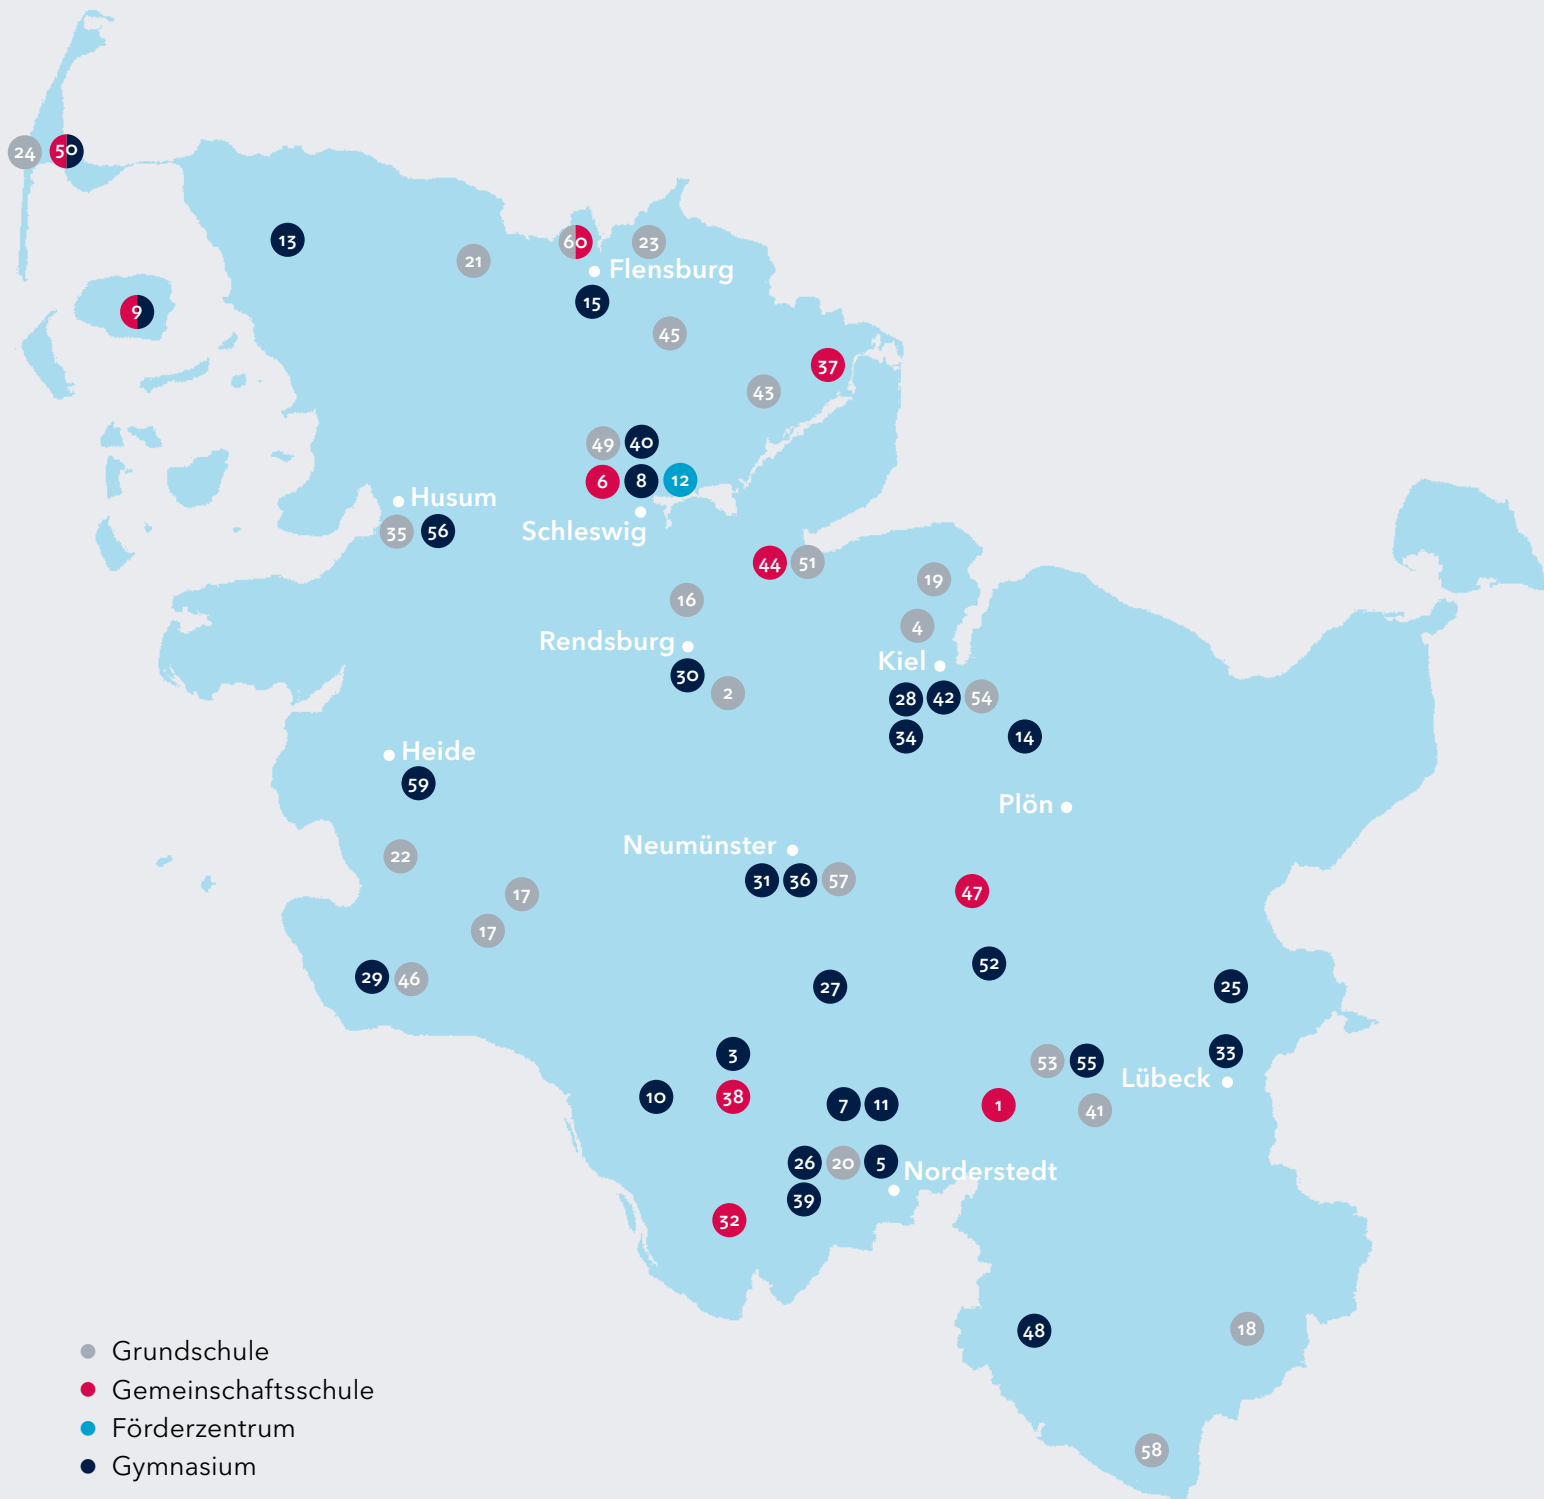 24 50
13
60 23
21
Flensburg
15
9
45
37
43
49 40
6 8 12
Husum
Schleswig
35 56
44 51
19
16
4
Rendsburg
Kiel
30 2
28 42 54
34 14
Heide
59
Plön
Neumünster
22
31 36 57
47
17
17
52
29 46
27 25
3
53 55 33
Lübeck
10 38
7 11 1 41
26 20 5 Norderstedt
39
32
48 18
Grundschule
Gemeinschaftsschule
Förderzentrum
58
Gymnasium